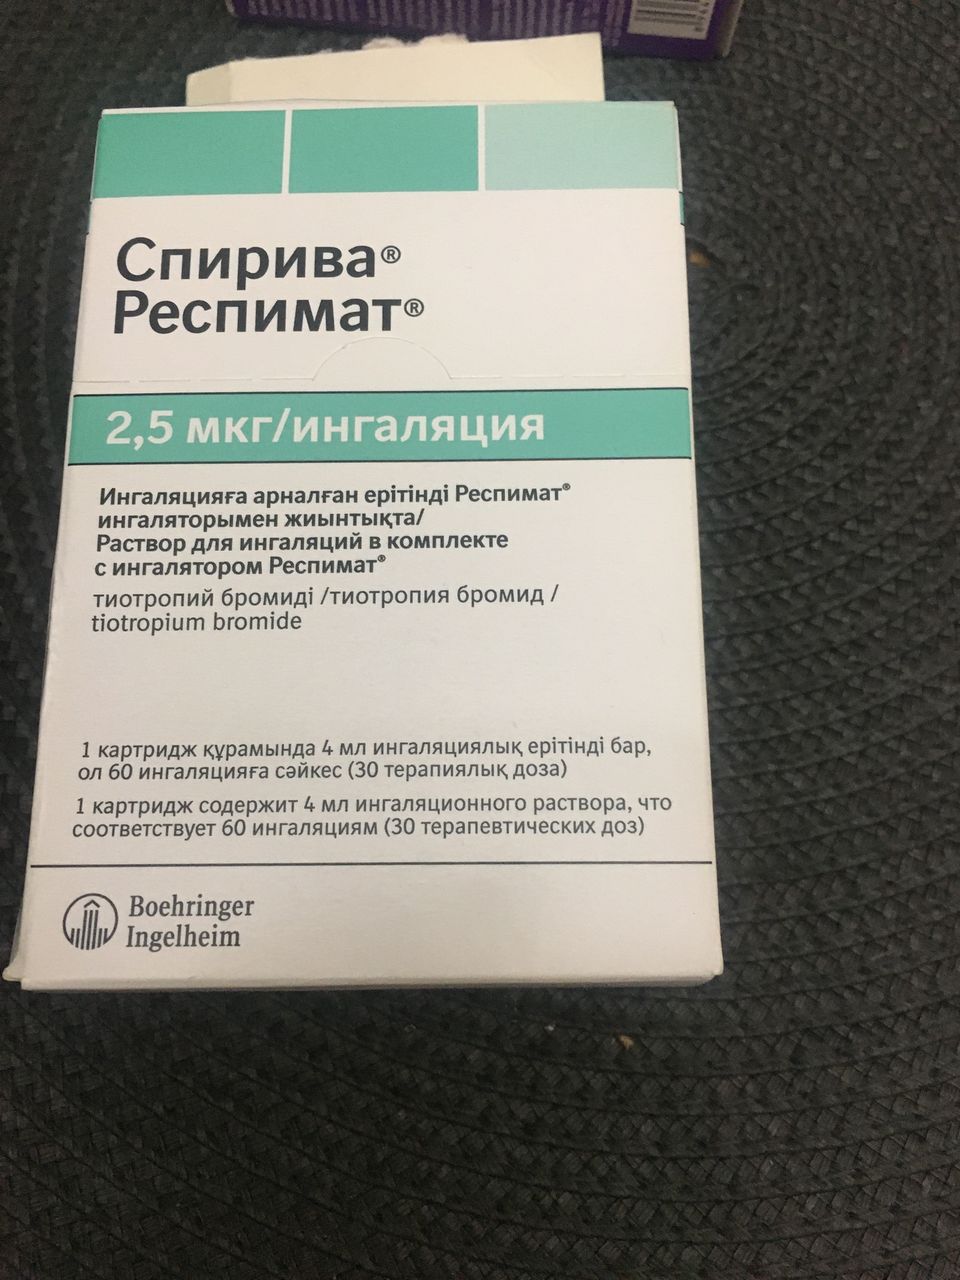 Спирива®
Респимат®
2,5 мкг/ингаляция
Ингаляцияға арналған ерітінді Респимат®
ингаляторымен жиынтықта/
Раствор для ингаляций в комплекте
с ингалятором Респимат®
тиотропий бромиді /тиотропия бромид /
tiotropium bromide
1 картридж құрамында 4 мл ингаляциялық ерітінді бар,
ол 60 ингаляцияға сәйкес (30 терапиялық доза)
1 картридж содержит 4 мл ингаляционного раствора, что
соответствует 60 ингаляциям (30 терапевтических доз)
Boehringer
Ingelheim